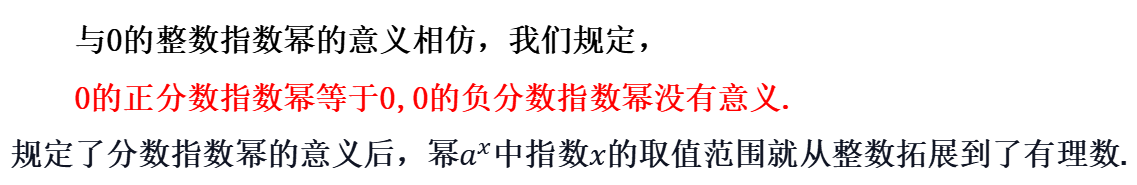 与0的整数指数幂的意义相仿，我们规定，
0的正分数指数幂等于0,0的负分数指数幂没有意义.
规定了分数指数幂的意义后，幂𝑎ˣ中指数𝑥的取值范围就从整数拓展到了有理数.